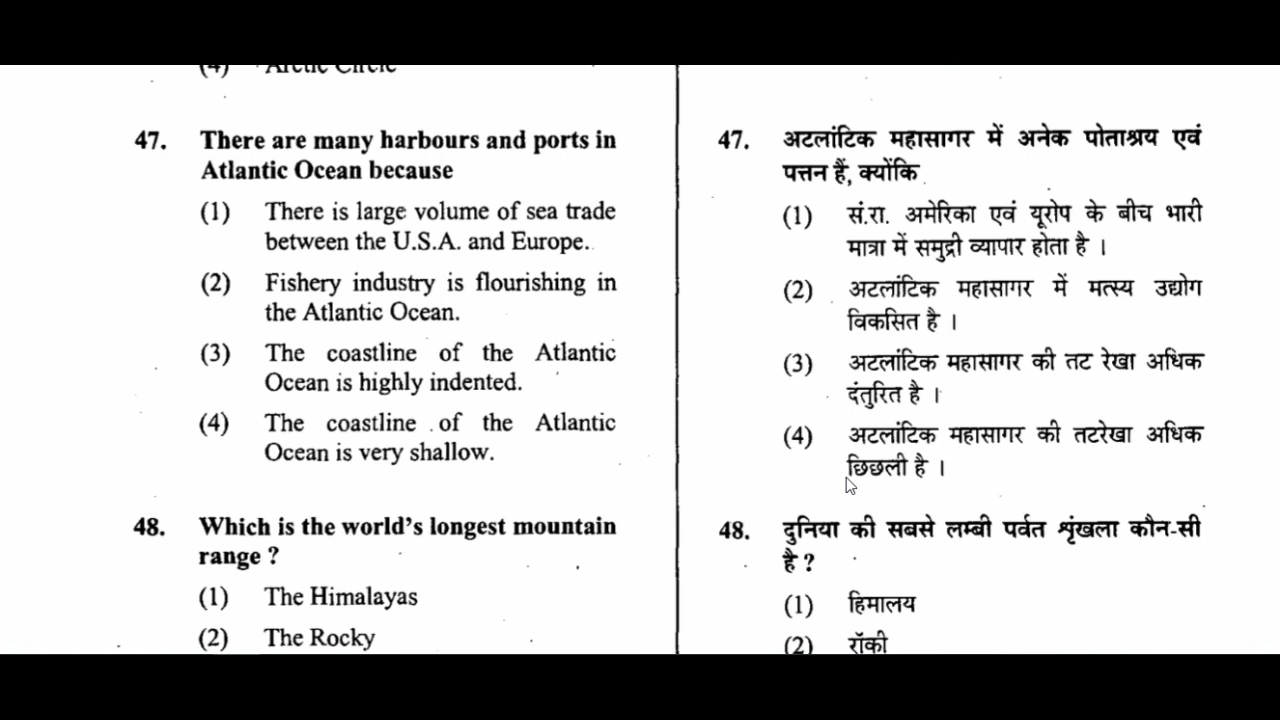 (4) Arctic Circle
47. There are many harbours and ports in
Atlantic Ocean because
(1) There is large volume of sea trade
between the U.S.A. and Europe.
(2) Fishery industry is flourishing in
the Atlantic Ocean.
(3) The coastline of the Atlantic
Ocean is highly indented.
(4) The coastline of the Atlantic
Ocean is very shallow.
48. Which is the world's longest mountain
range ?
(1) The Himalayas
(2) The Rocky
47. अटलांटिक महासागर में अनेक पोताश्रय एवं
पत्तन हैं, क्योंकि
(1) सं.रा. अमेरिका एवं यूरोप के बीच भारी
मात्रा में समुद्री व्यापार होता है ।
(2) अटलांटिक महासागर में मत्स्य उद्योग
विकसित है ।
(3) अटलांटिक महासागर की तट रेखा अधिक
दंतुरित है ।
(4) अटलांटिक महासागर की तटरेखा अधिक
छिछली है ।
48. दुनिया की सबसे लम्बी पर्वत शृंखला कौन-सी
है ?
(1) हिमालय
(2) रॉकी